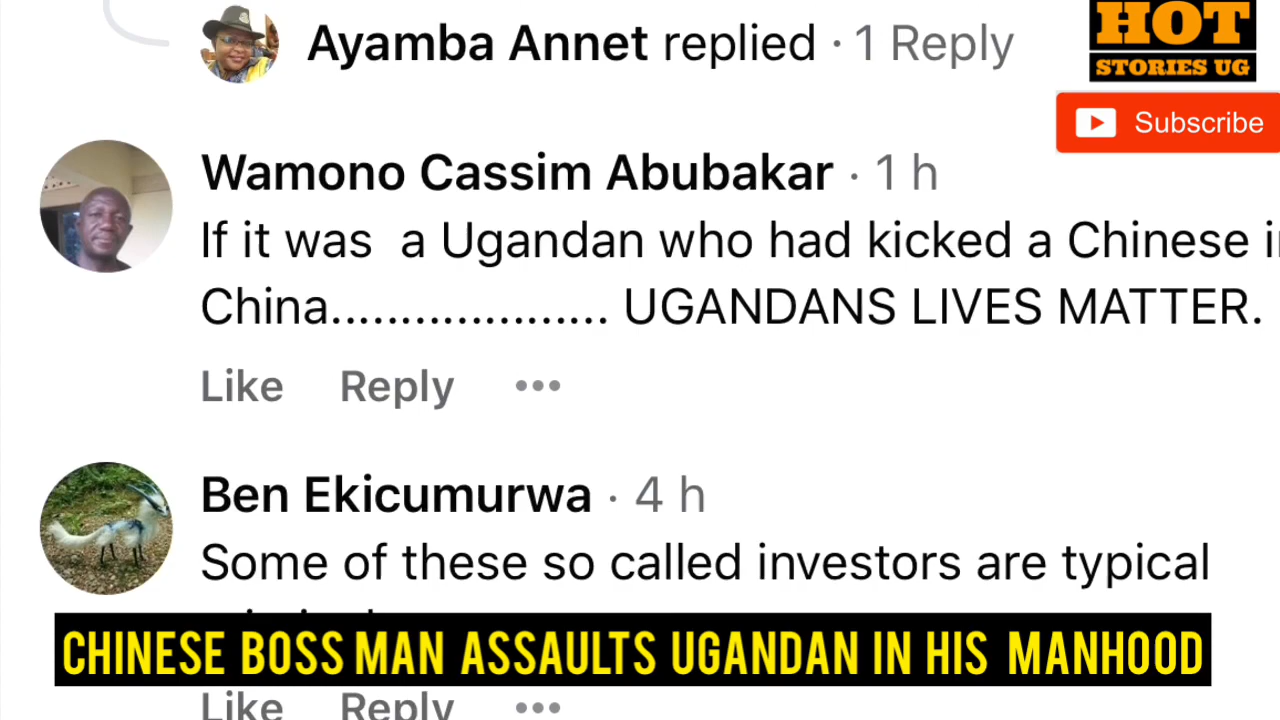 Ayamba Annet replied · 1 Reply
HOT
STORIES UG
Subscribe
Wamono Cassim Abubakar · 1 h
If it was a Ugandan who had kicked a Chinese
China.................... UGANDANS LIVES MATTER.
Like Reply ...
Ben Ekicumurwa · 4 h
Some of these so called investors are typical
CHINESE BOSS MAN ASSAULTS UGANDAN IN HIS MANHOOD
Like Reply ...